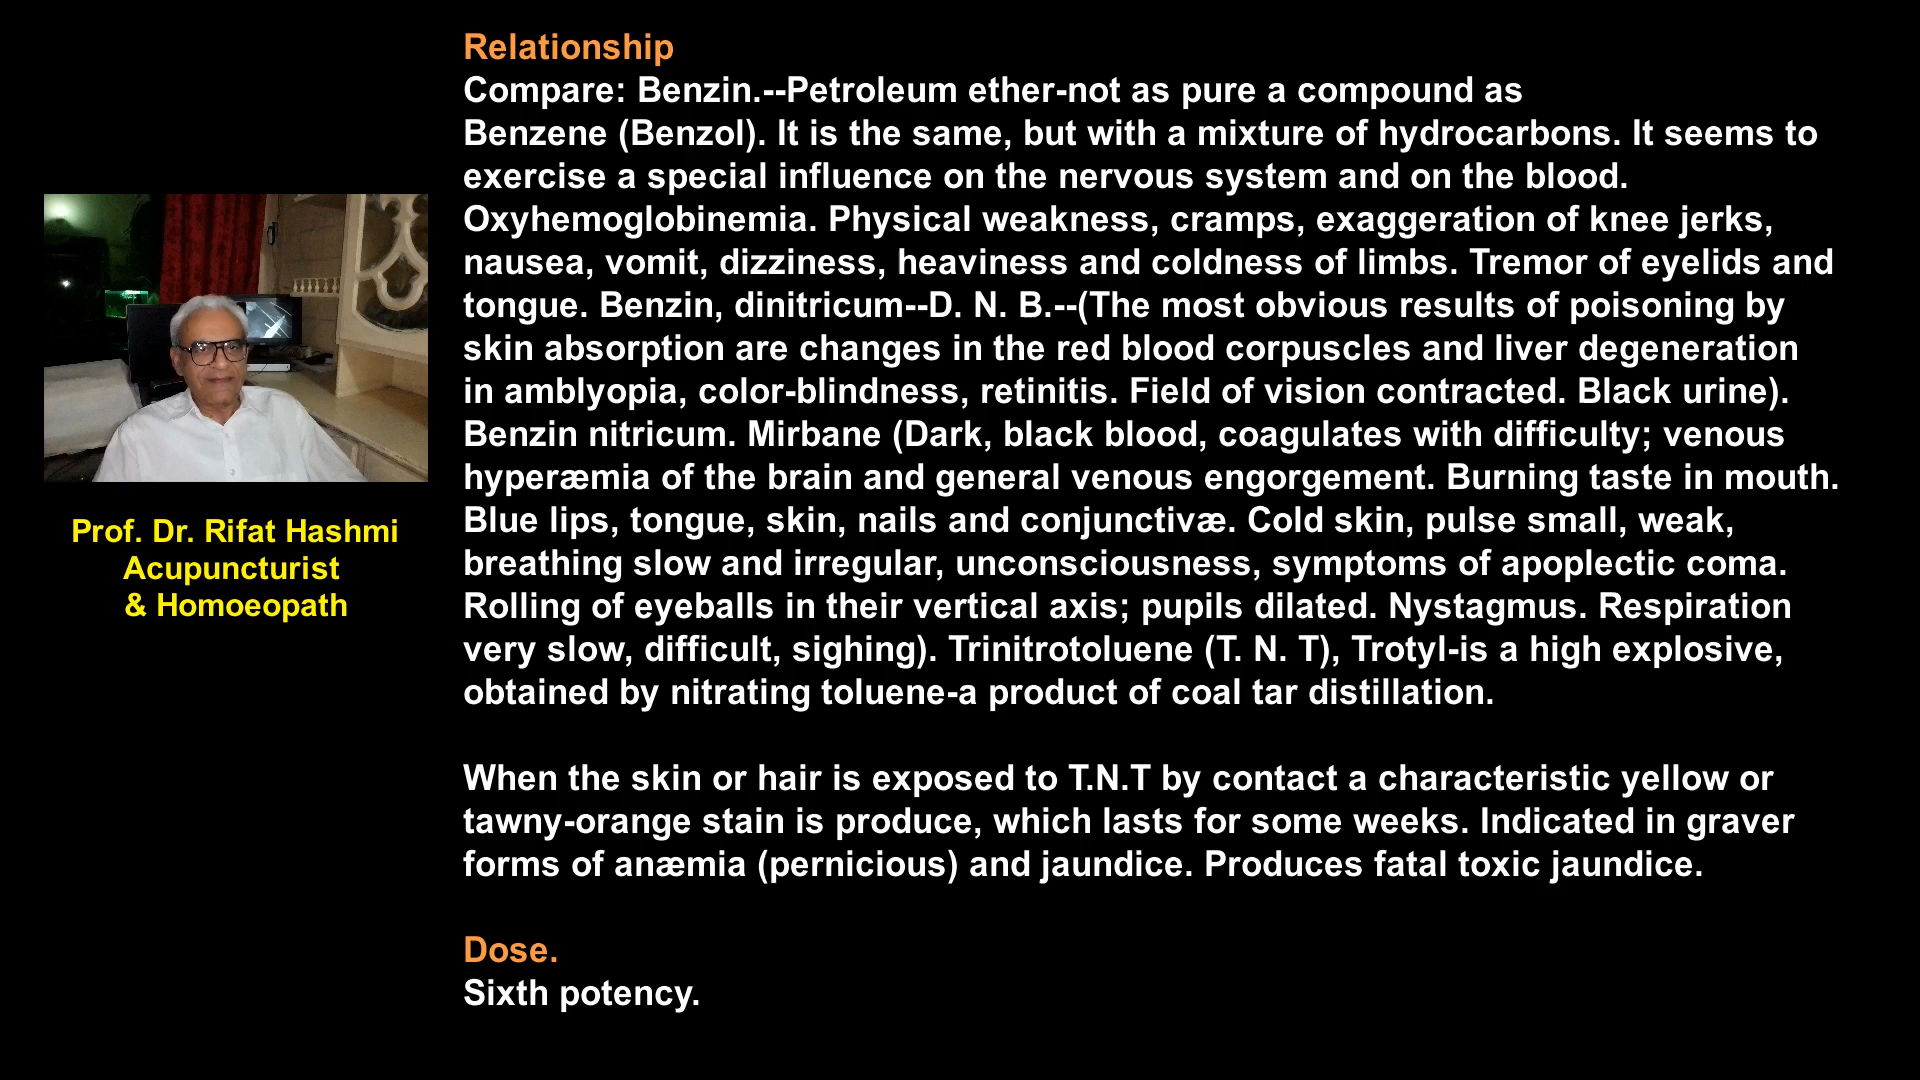 Relationship
Compare: Benzin.--Petroleum ether-not as pure a compound as
Benzene (Benzol). It is the same, but with a mixture of hydrocarbons. It seems to
exercise a special influence on the nervous system and on the blood.
Oxyhemoglobinemia. Physical weakness, cramps, exaggeration of knee jerks,
nausea, vomit, dizziness, heaviness and coldness of limbs. Tremor of eyelids and
tongue. Benzin, dinitricum--D. N. B.--(The most obvious results of poisoning by
skin absorption are changes in the red blood corpuscles and liver degeneration
in amblyopia, color-blindness, retinitis. Field of vision contracted. Black urine).
Benzin nitricum. Mirbane (Dark, black blood, coagulates with difficulty; venous
hyperæmia of the brain and general venous engorgement. Burning taste in mouth.
Blue lips, tongue, skin, nails and conjunctivæ. Cold skin, pulse small, weak,
breathing slow and irregular, unconsciousness, symptoms of apoplectic coma.
Rolling of eyeballs in their vertical axis; pupils dilated. Nystagmus. Respiration
very slow, difficult, sighing). Trinitrotoluene (T. N. T), Trotyl-is a high explosive,
obtained by nitrating toluene-a product of coal tar distillation.
When the skin or hair is exposed to T.N.T by contact a characteristic yellow or
tawny-orange stain is produce, which lasts for some weeks. Indicated in graver
forms of anæmia (pernicious) and jaundice. Produces fatal toxic jaundice.
Dose.
Sixth potency.
Prof. Dr. Rifat Hashmi
Acupuncturist
& Homoeopath